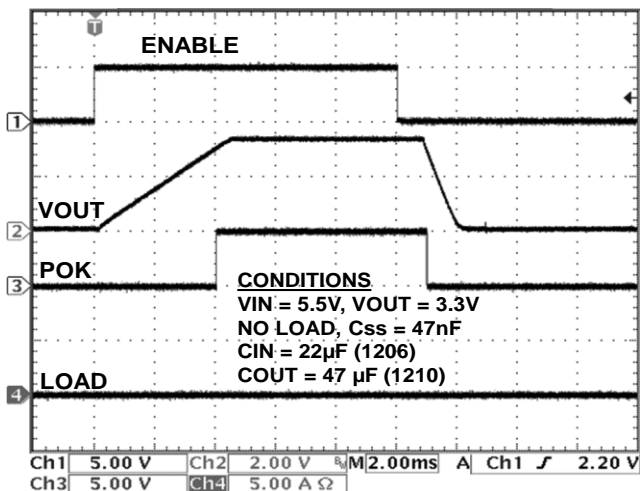 T
ENABLE
1
VOUT
2
POK
3
CONDITIONS
VIN = 5.5V, VOUT = 3.3V
NO LOAD, Css = 47nF
CIN = 22µF (1206)
COUT = 47 µF (1210)
LOAD
4
Ch1 5.00 V Ch2 2.00 V BW M 2.00ms A Ch1 ʃ 2.20 V
Ch3 5.00 V Ch4 5.00 A Ω